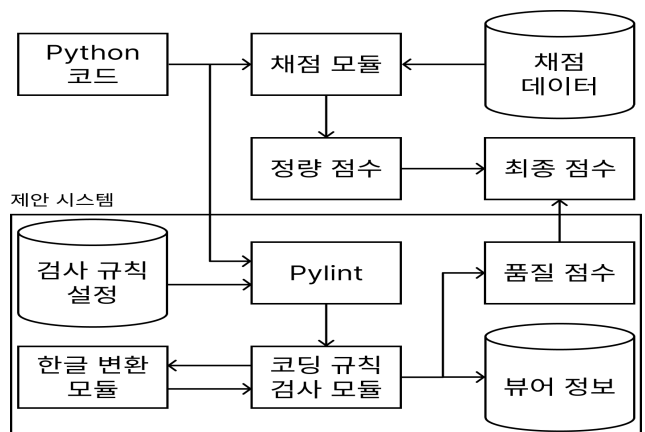 Python
코드
채점 모듈
채점
데이터
정량 점수
최종 점수
제안 시스템
검사 규칙
설정
Pylint
품질 점수
한글 변환
모듈
코딩 규칙
검사 모듈
뷰어 정보